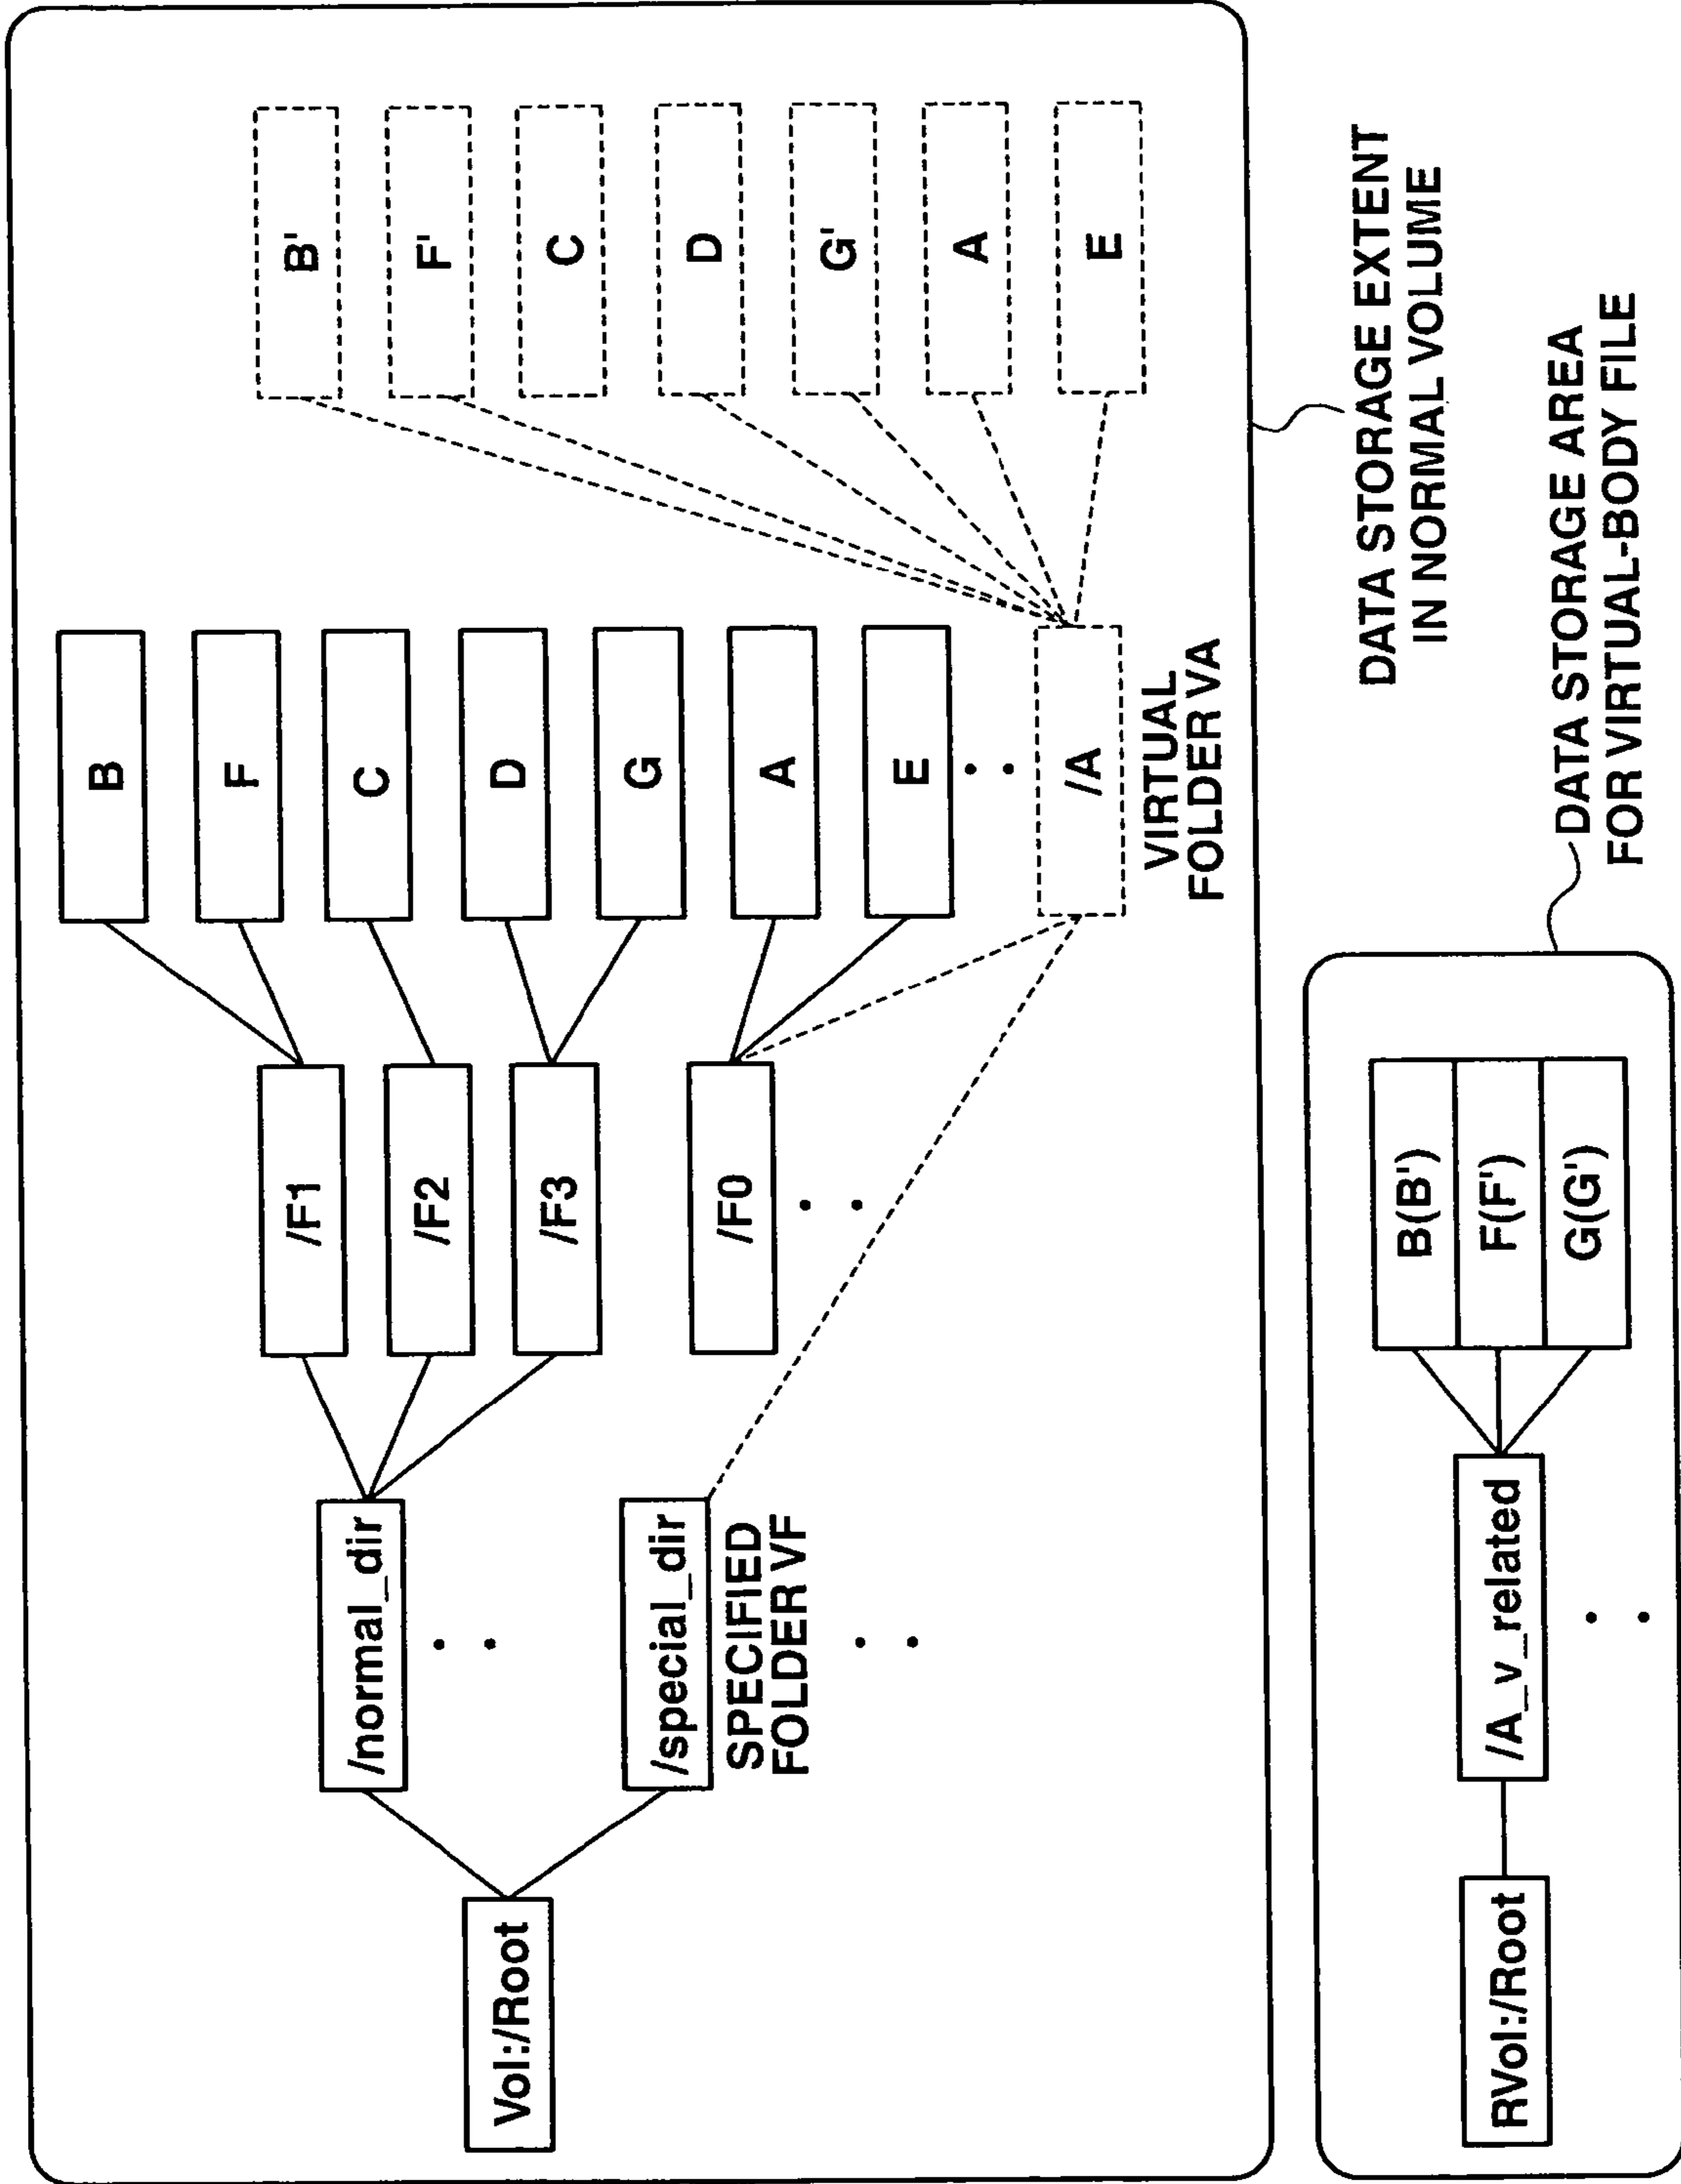 Vol:/Root
/normal_dir
/special_dir
SPECIFIED
FOLDER VF
/F1
/F2
/F3
/F0
B
F
C
D
G
A
E
/A
VIRTUAL
FOLDER VA
B'
F'
C
D
G'
A
E
DATA STORAGE EXTENT
IN NORMAL VOLUME
RVol:/Root
/A_v_related
B(B')
F(F')
G(G')
DATA STORAGE AREA
FOR VIRTUAL-BODY FILE